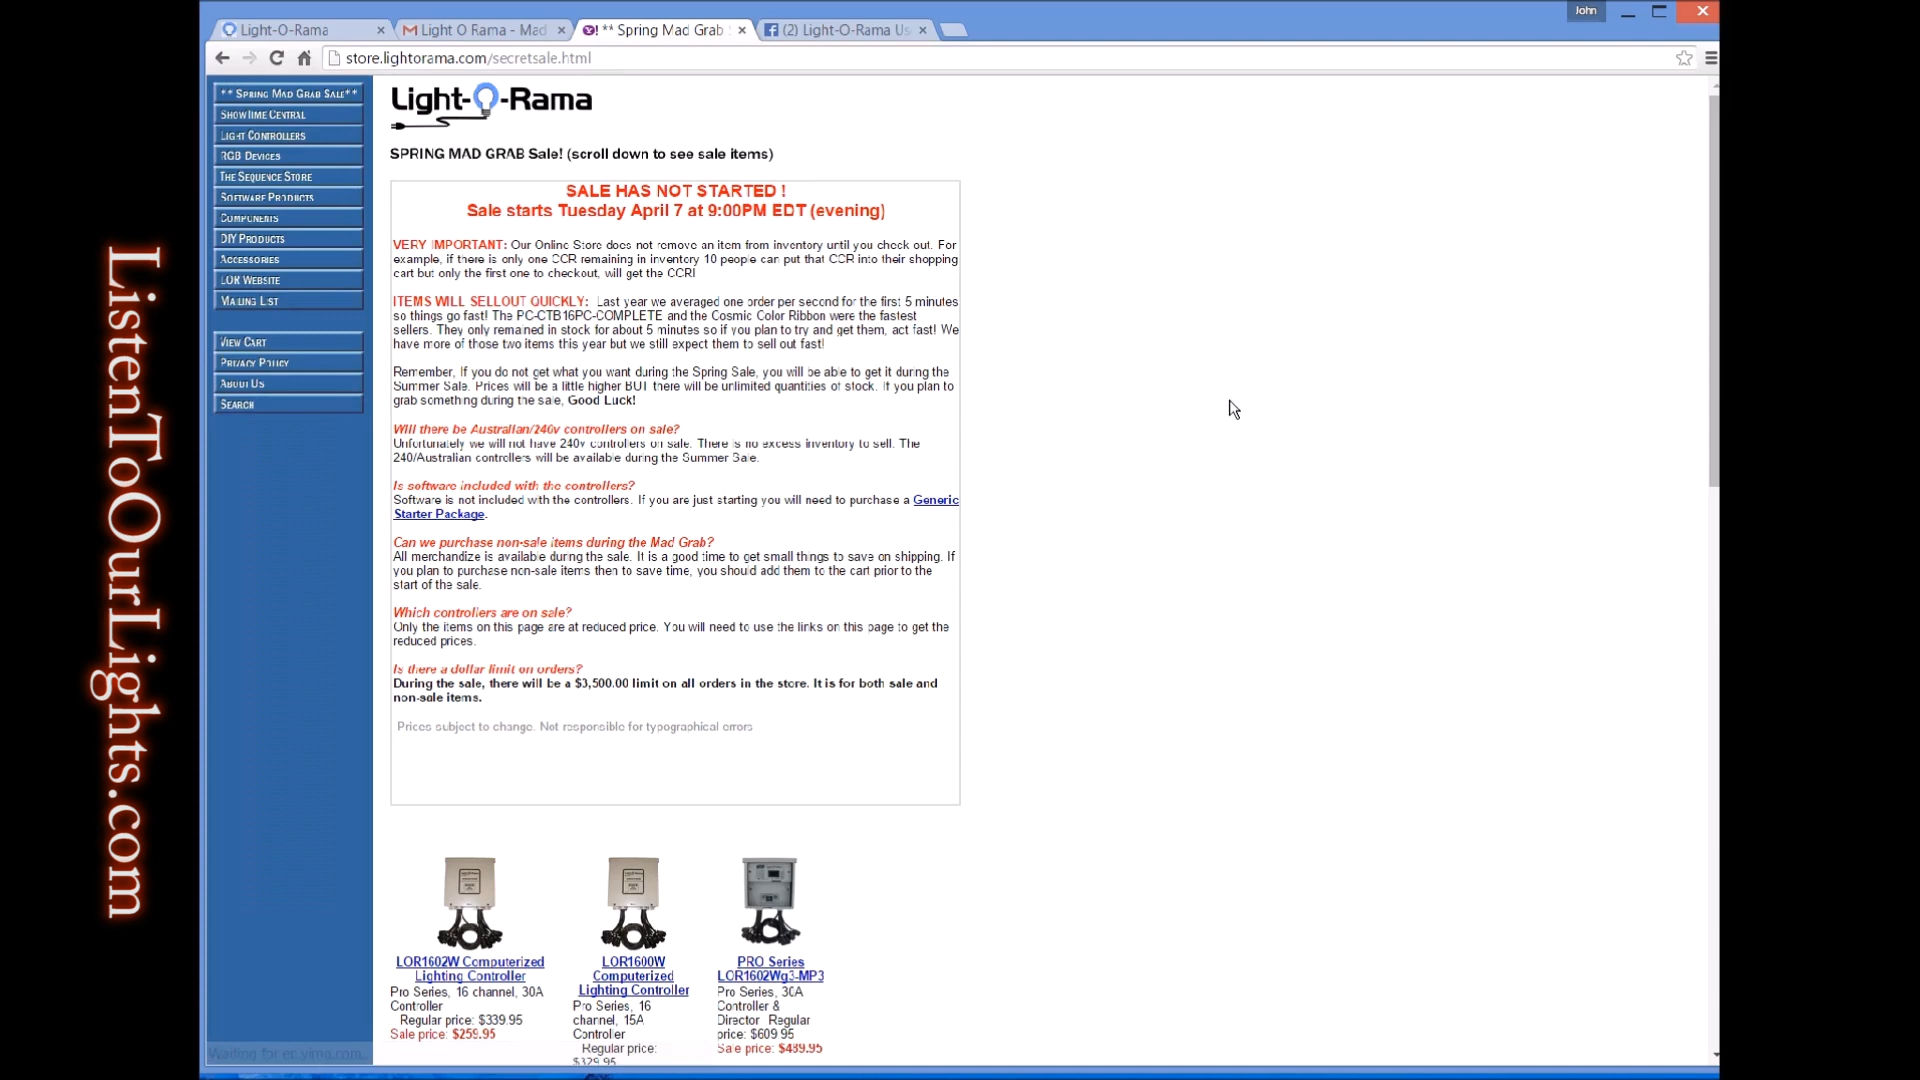 John
Light-O-Rama
Light O Rama - Mad
** Spring Mad Grab
(2) Light-O-Rama Us
store.lightorama.com/secretsale.html
** SPRING MAD GRAB SALE**
SHOWTIME CENTRAL
LIGHT CONTROLLERS
RGB DEVICES
THE SEQUENCE STORE
SOFTWARE PRODUCTS
COMPONENTS
DIY PRODUCTS
ACCESSORIES
LOR WEBSITE
MAILING LIST
VIEW CART
PRIVACY POLICY
ABOUT US
SEARCH
ListenToOurLights.com
Light-O-Rama
SPRING MAD GRAB Sale! (scroll down to see sale items)
SALE HAS NOT STARTED !
Sale starts Tuesday April 7 at 9:00PM EDT (evening)
VERY IMPORTANT: Our Online Store does not remove an item from inventory until you check out. For
example, if there is only one CCR remaining in inventory 10 people can put that CCR into their shopping
cart but only the first one to checkout, will get the CCR!
ITEMS WILL SELLOUT QUICKLY: Last year we averaged one order per second for the first 5 minutes
so things go fast! The PC-CTB16PC-COMPLETE and the Cosmic Color Ribbon were the fastest
sellers. They only remained in stock for about 5 minutes so if you plan to try and get them, act fast! We
have more of those two items this year but we still expect them to sell out fast!
Remember, If you do not get what you want during the Spring Sale, you will be able to get it during the
Summer Sale. Prices will be a little higher BUT there will be unlimited quantities of stock. If you plan to
grab something during the sale, Good Luck!
Will there be Australian/240v controllers on sale?
Unfortunately we will not have 240v controllers on sale. There is no excess inventory to sell. The
240/Australian controllers will be available during the Summer Sale.
Is software included with the controllers?
Software is not included with the controllers. If you are just starting you will need to purchase a Generic
Starter Package.
Can we purchase non-sale items during the Mad Grab?
All merchandize is available during the sale. It is a good time to get small things to save on shipping. If
you plan to purchase non-sale items then to save time, you should add them to the cart prior to the
start of the sale.
Which controllers are on sale?
Only the items on this page are at reduced price. You will need to use the links on this page to get the
reduced prices.
Is there a dollar limit on orders?
During the sale, there will be a $3,500.00 limit on all orders in the store. It is for both sale and
non-sale items.
Prices subject to change. Not responsible for typographical errors
LOR1602W Computerized
Lighting Controller
Pro Series, 16 channel, 30A
Controller
Regular price: $339.95
Sale price: $259.95
LOR1600W
Computerized
Lighting Controller
Pro Series, 16
channel, 15A
Controller
Regular price:
$329.95
PRO Series
LOR1602Wg3-MP3
Pro Series, 30A
Controller &
Director Regular
price: $609.95
Sale price: $489.95